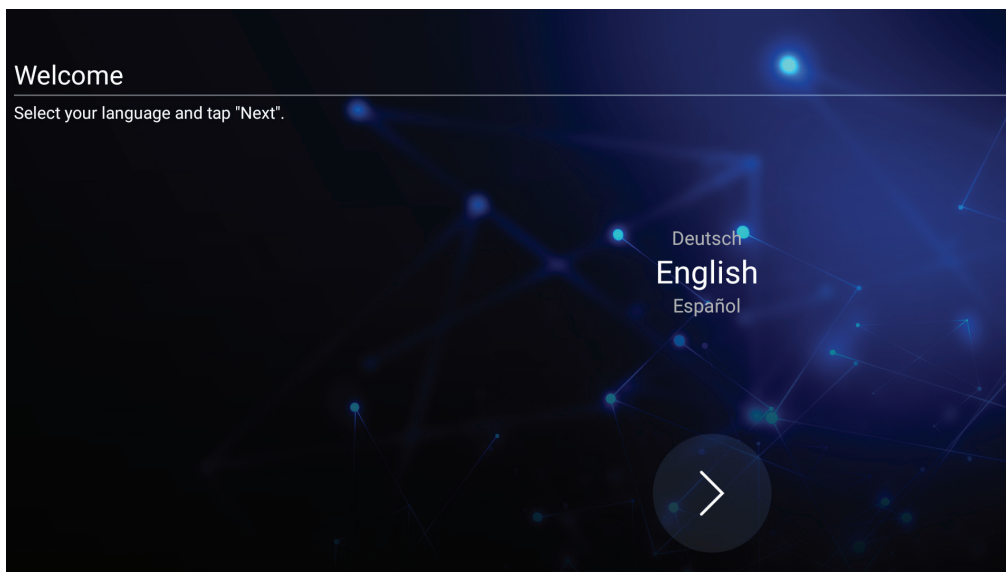 Welcome
Select your language and tap "Next".
Deutsch
English
Español